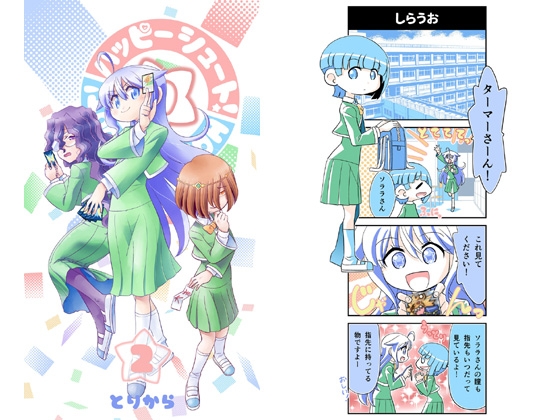 ハッピーシュート!
2
とりから
しらうお
ターマーさーん!
ソララさん
これ見て
ください!
ソララさんの瞳も
指先もいつだって
見ているよ!
指先に持ってる
物ですよー